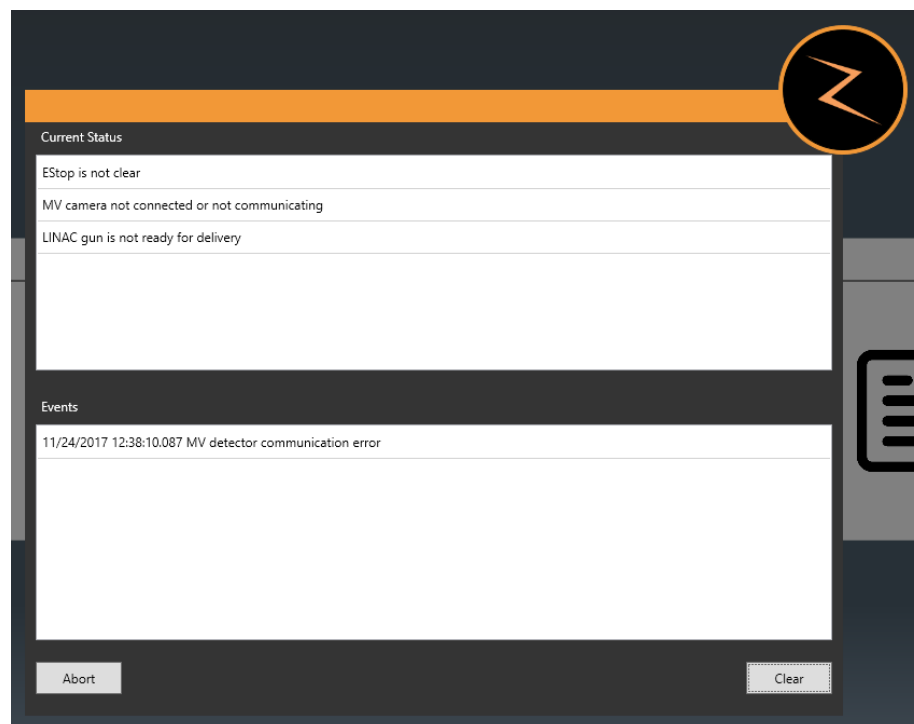 Current Status
EStop is not clear
MV camera not connected or not communicating
LINAC gun is not ready for delivery
Events
11/24/2017 12:38:10.087 MV detector communication error
Abort
Clear